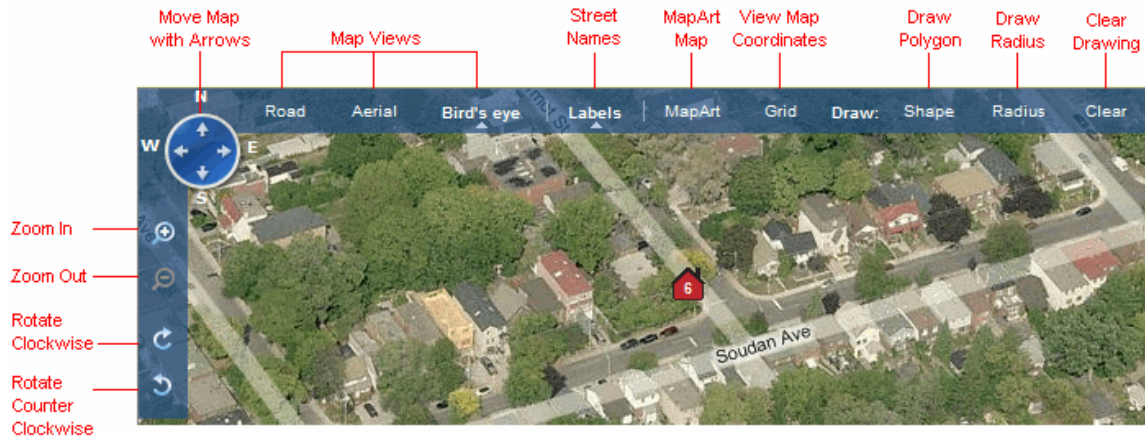 Move Map
with Arrows
Map Views
Street
Names
MapArt
Map
View Map
Coordinates
Draw
Polygon
Draw
Radius
Clear
Drawing
N
Road
Aerial
Bird's eye
Labels
MapArt
Grid
Draw:
Shape
Radius
Clear
W
E
S
Ave
Zoom In
Zoom Out
6
Rotate
Clockwise
Soudan Ave
Rotate
Counter
Clockwise